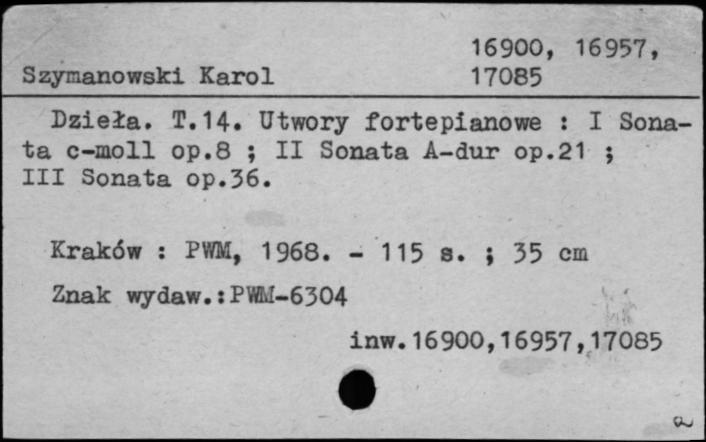 16900, 16957,
Szymanowski Karol 17085
Dzieła. T.14. Utwory fortepianowe : I Sona-
ta c-moll op.8 ; II Sonata A-dur op.21 ;
III Sonata op.36.
Kraków : PWM, 1968. - 115 s. ; 35 cm
Znak wydaw.:PWM-6304
inw.16900,16957,17085